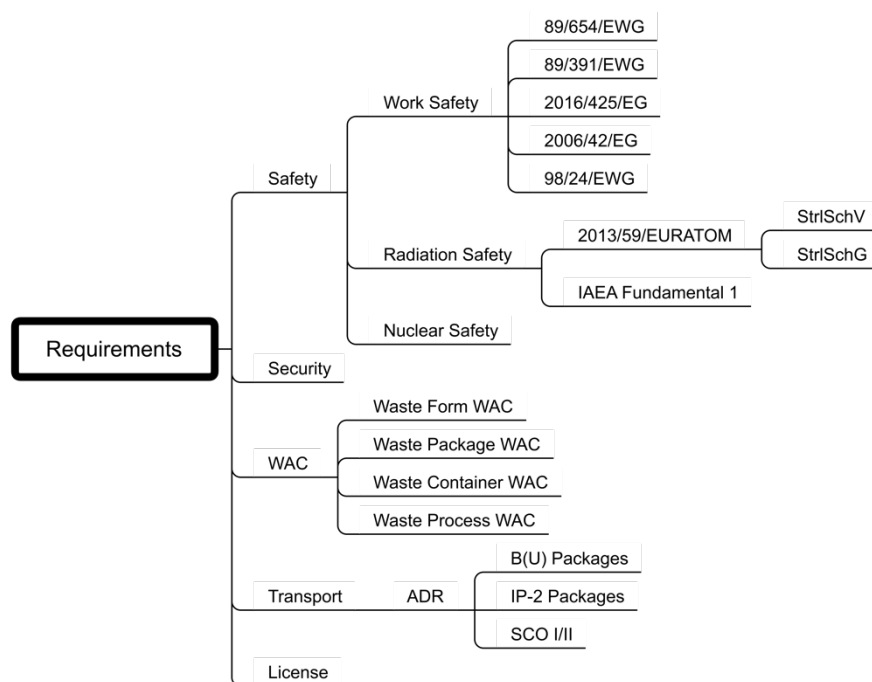 Requirements
Safety
Work Safety
89/654/EWG
89/391/EWG
2016/425/EG
2006/42/EG
98/24/EWG
Radiation Safety
2013/59/EURATOM
StrlSchV
StrlSchG
IAEA Fundamental 1
Nuclear Safety
Security
WAC
Waste Form WAC
Waste Package WAC
Waste Container WAC
Waste Process WAC
Transport
ADR
B(U) Packages
IP-2 Packages
SCO I/II
License